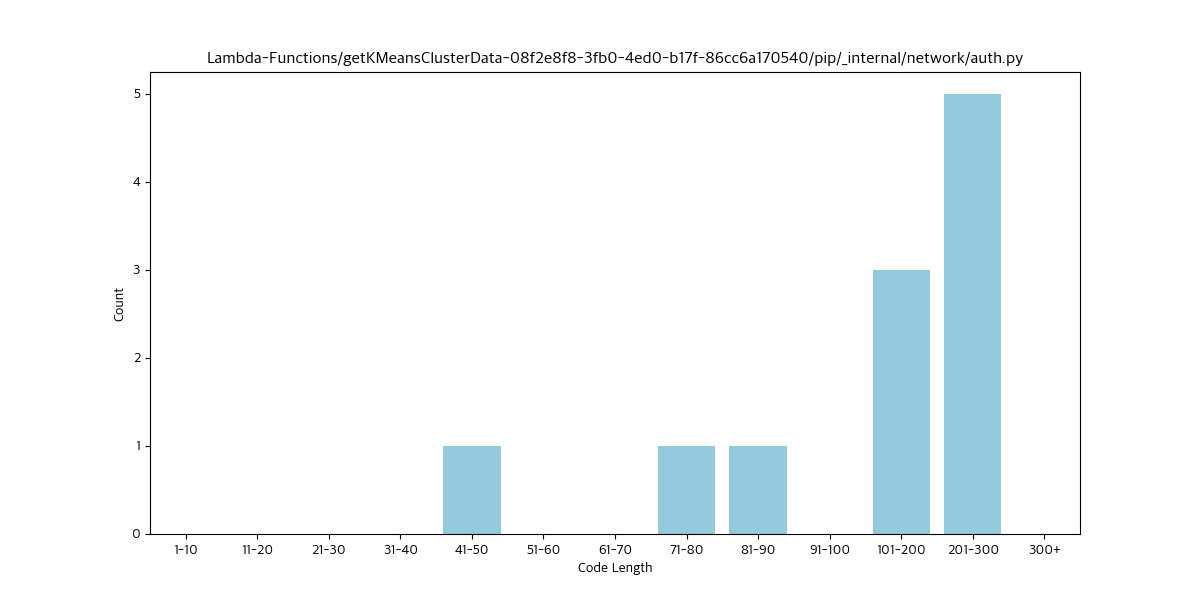 Lambda-Functions/getKMeansClusterData-08f2e8f8-3fb0-4ed0-b17f-86cc6a170540/pip/_internal/network/auth.py
5
4
3
2
1
0
Count
1-10 11-20 21-30 31-40 41-50 51-60 61-70 71-80 81-90 91-100 101-200 201-300 300+
Code Length